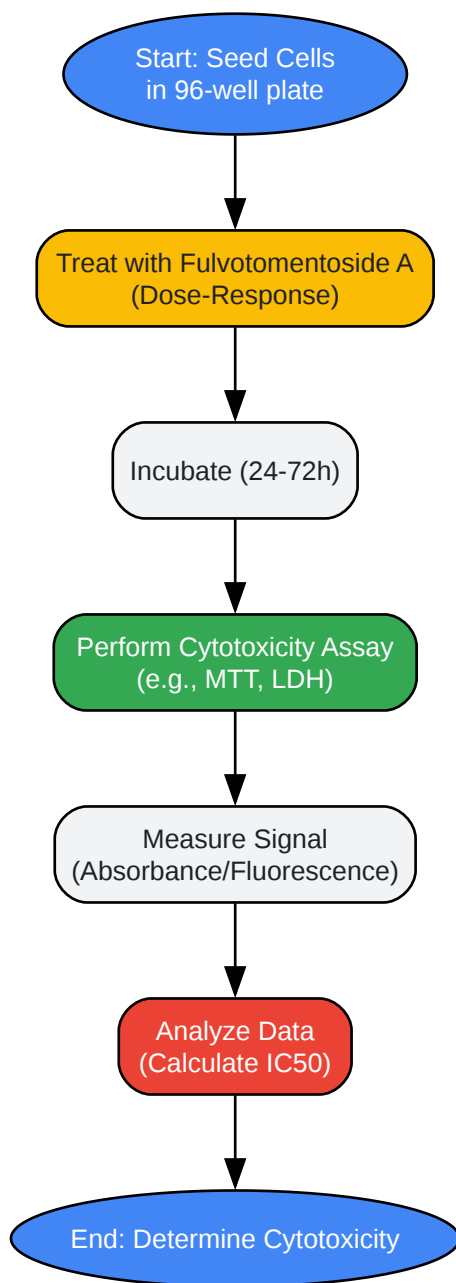 Start: Seed Cells
in 96-well plate
Treat with Fulvotomentoside A
(Dose-Response)
Incubate (24-72h)
Perform Cytotoxicity Assay
(e.g., MTT, LDH)
Measure Signal
(Absorbance/Fluorescence)
Analyze Data
(Calculate IC50)
End: Determine Cytotoxicity